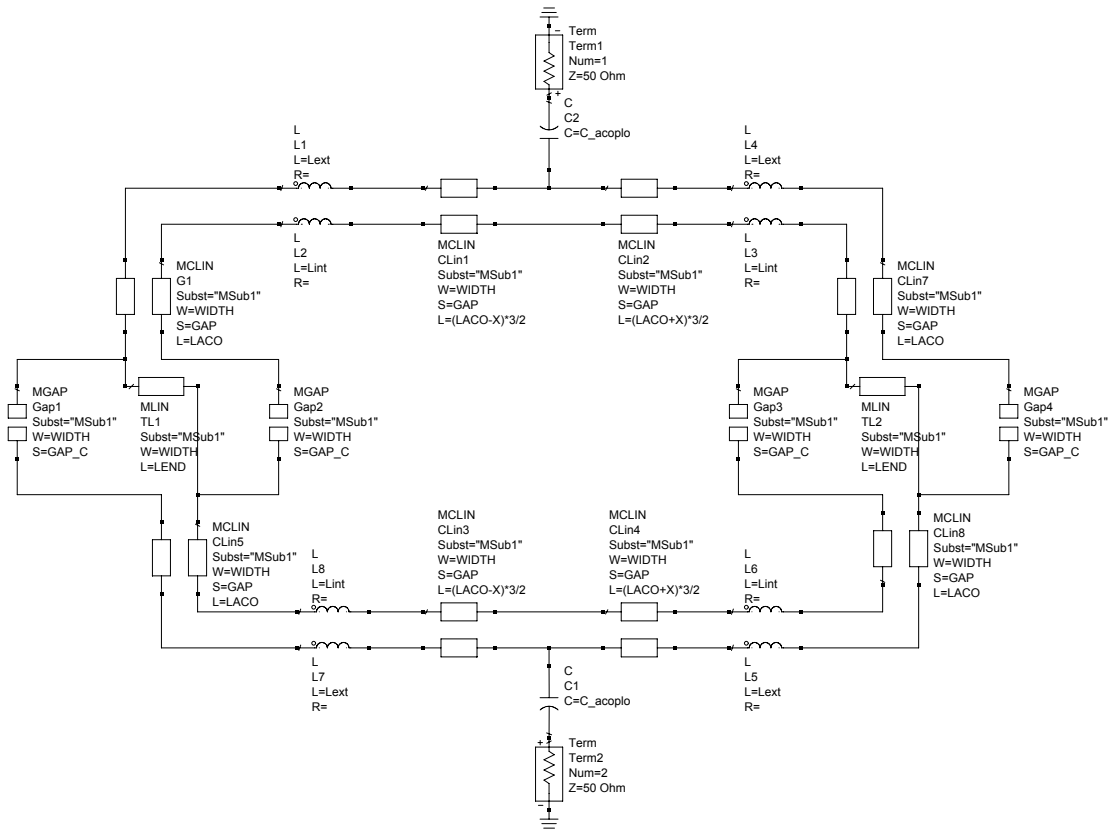 Term
Term1
Num=1
Z=50 Ohm
C
C2
C=C_acoplo
L
L1
L=Lext
R=
L
L4
L=Lext
R=
L
L2
L=Lint
R=
MCLIN
CLin1
Subst="MSub1"
W=WIDTH
S=GAP
L=(LACO-X)*3/2
MCLIN
CLin2
Subst="MSub1"
W=WIDTH
S=GAP
L=(LACO+X)*3/2
L
L3
L=Lint
R=
MCLIN
G1
Subst="MSub1"
W=WIDTH
S=GAP
L=LACO
MCLIN
CLin7
Subst="MSub1"
W=WIDTH
S=GAP
L=LACO
MGAP
Gap1
Subst="MSub1"
W=WIDTH
S=GAP_C
MLIN
TL1
Subst="MSub1"
W=WIDTH
L=LEND
MGAP
Gap2
Subst="MSub1"
W=WIDTH
S=GAP_C
MGAP
Gap3
Subst="MSub1"
W=WIDTH
S=GAP_C
MLIN
TL2
Subst="MSub1"
W=WIDTH
L=LEND
MGAP
Gap4
Subst="MSub1"
W=WIDTH
S=GAP_C
MCLIN
CLin5
Subst="MSub1"
W=WIDTH
S=GAP
L=LACO
L
L8
L=Lint
R=
MCLIN
CLin3
Subst="MSub1"
W=WIDTH
S=GAP
L=(LACO-X)*3/2
MCLIN
CLin4
Subst="MSub1"
W=WIDTH
S=GAP
L=(LACO+X)*3/2
L
L6
L=Lint
R=
MCLIN
CLin8
Subst="MSub1"
W=WIDTH
S=GAP
L=LACO
L
L7
L=Lext
R=
C
C1
C=C_acoplo
L
L5
L=Lext
R=
Term
Term2
Num=2
Z=50 Ohm